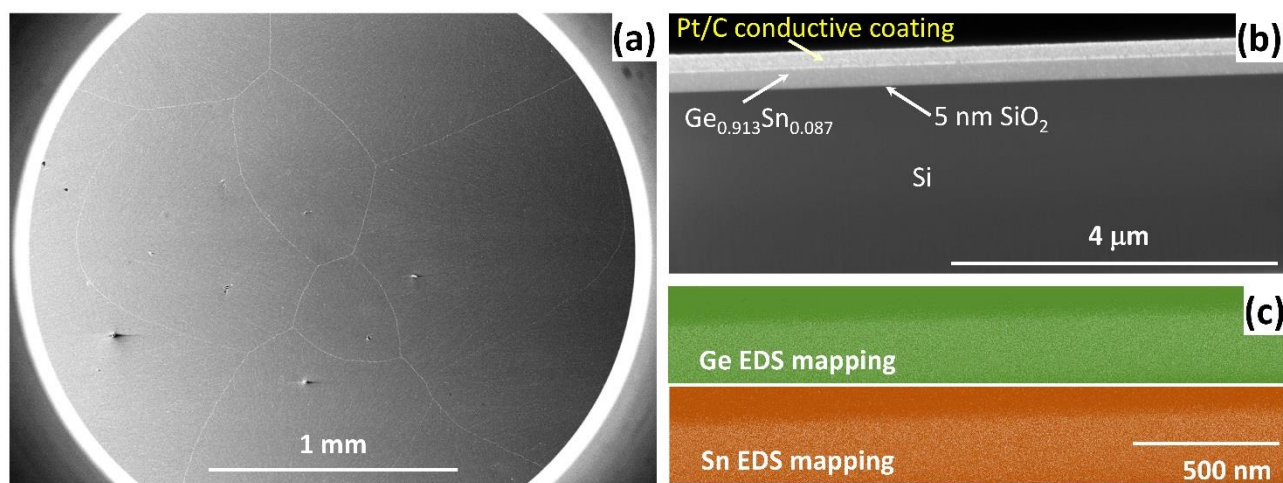 (a)
1 mm
(b)
Pt/C conductive coating
Ge₀.₉₁₃Sn₀.₀₈₇
5 nm SiO₂
Si
4 μm
(c)
Ge EDS mapping
Sn EDS mapping
500 nm